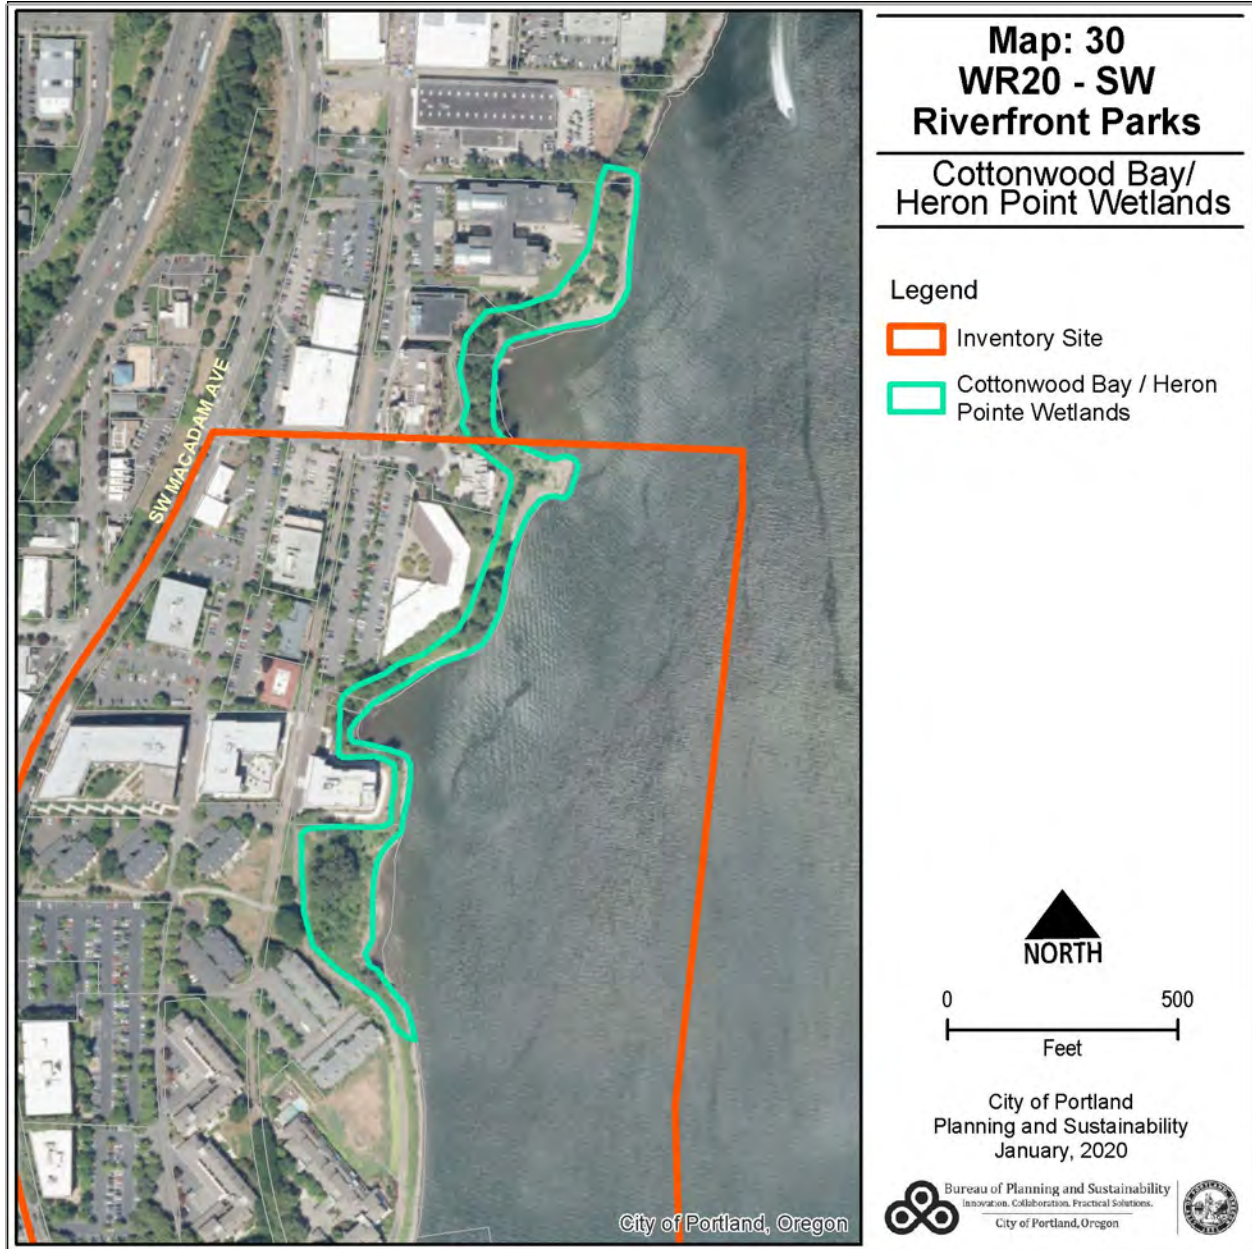 Map: 30
WR20 - SW
Riverfront Parks
Cottonwood Bay/
Heron Point Wetlands
Legend
Inventory Site
Cottonwood Bay / Heron
Pointe Wetlands
SW MACADAM AVE
NORTH
0 500
Feet
City of Portland
Planning and Sustainability
January, 2020
Bureau of Planning and Sustainability
Innovation. Collaboration. Practical Solutions.
City of Portland, Oregon
City of Portland, Oregon